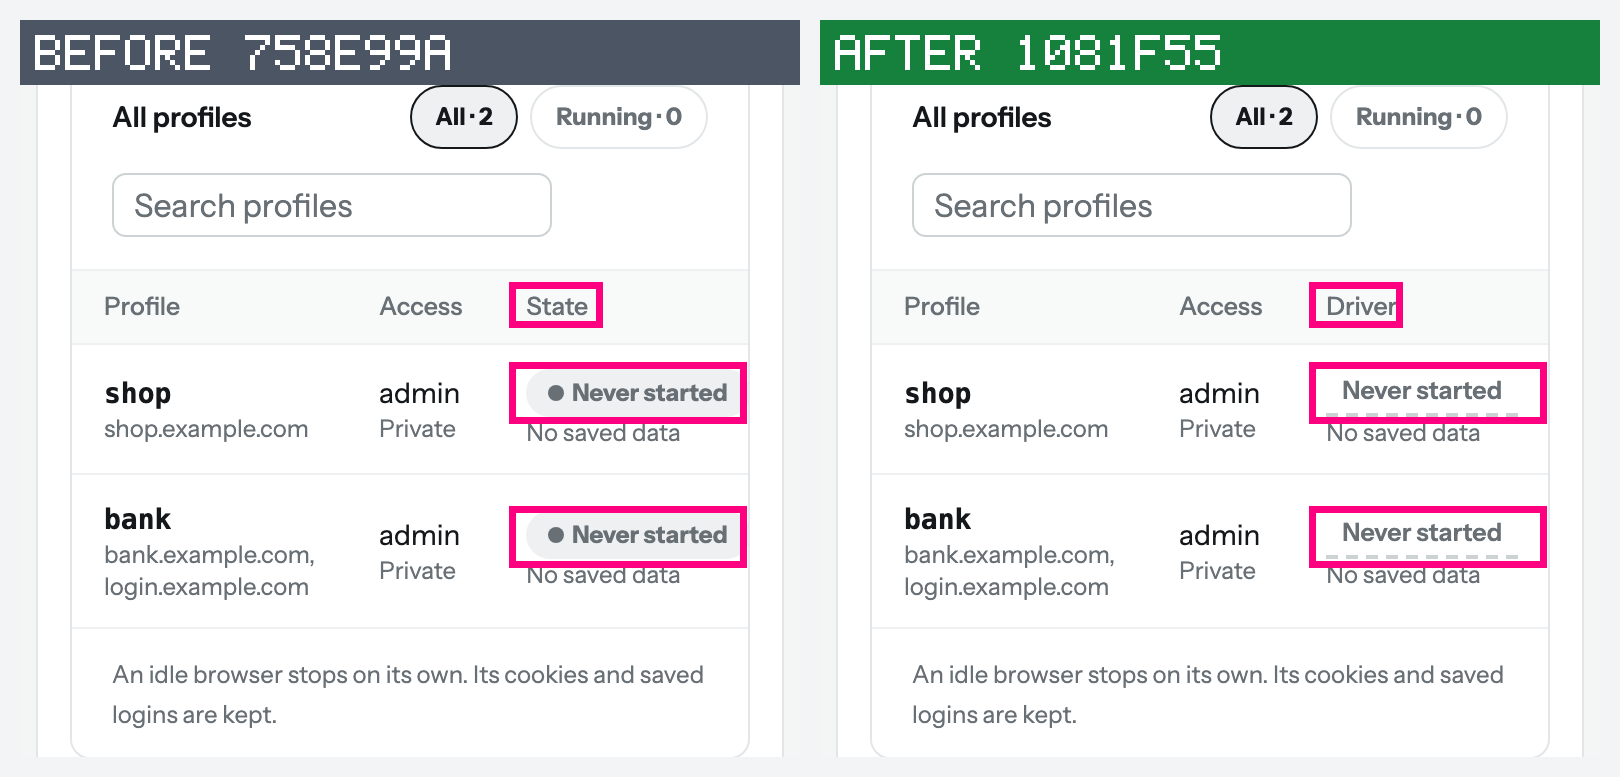 BEFORE 758E99A
All profiles All · 2 Running · 0
Search profiles
Profile Access State
shop admin Never started
shop.example.com Private No saved data
bank admin Never started
bank.example.com, Private No saved data
login.example.com
An idle browser stops on its own. Its cookies and saved
logins are kept.
AFTER 1081F55
All profiles All · 2 Running · 0
Search profiles
Profile Access Driver
shop admin Never started
shop.example.com Private No saved data
bank admin Never started
bank.example.com, Private No saved data
login.example.com
An idle browser stops on its own. Its cookies and saved
logins are kept.